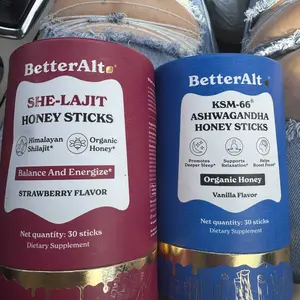 BetterAlt
SHE-LAJIT
HONEY STICKS
Himalayan
Shilajit*
Organic
Honey*
Balance And Energize*
STRAWBERRY FLAVOR
Net quantity: 30 sticks
Dietary Supplement
BetterAlt
KSM-66®
ASHWAGANDHA
HONEY STICKS
Promotes
Deeper Sleep*
Supports
Relaxation*
Helps
Boost
Organic Honey
Vanilla Flavor
Net quantity: 30 sticks
Dietary Supplement